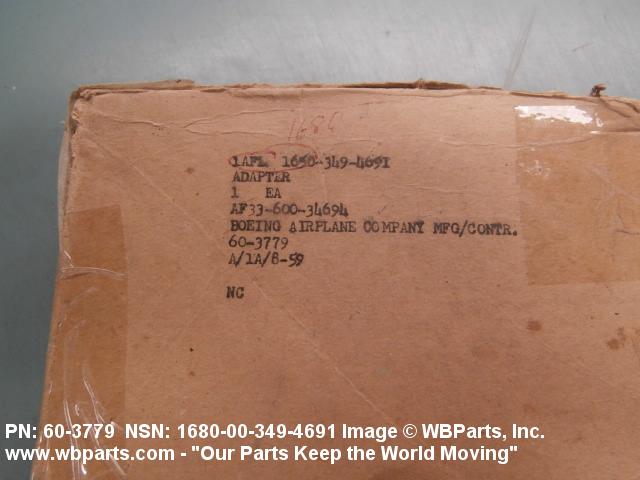 1680
1AFL 1650-349-4691
ADAPTER
1 EA
AF33-600-34694
BOEING AIRPLANE COMPANY MFG/CONTR.
60-3779
A/1A/8-59
NC
PN: 60-3779 NSN: 1680-00-349-4691 Image © WBParts, Inc.
www.wbparts.com - "Our Parts Keep the World Moving"